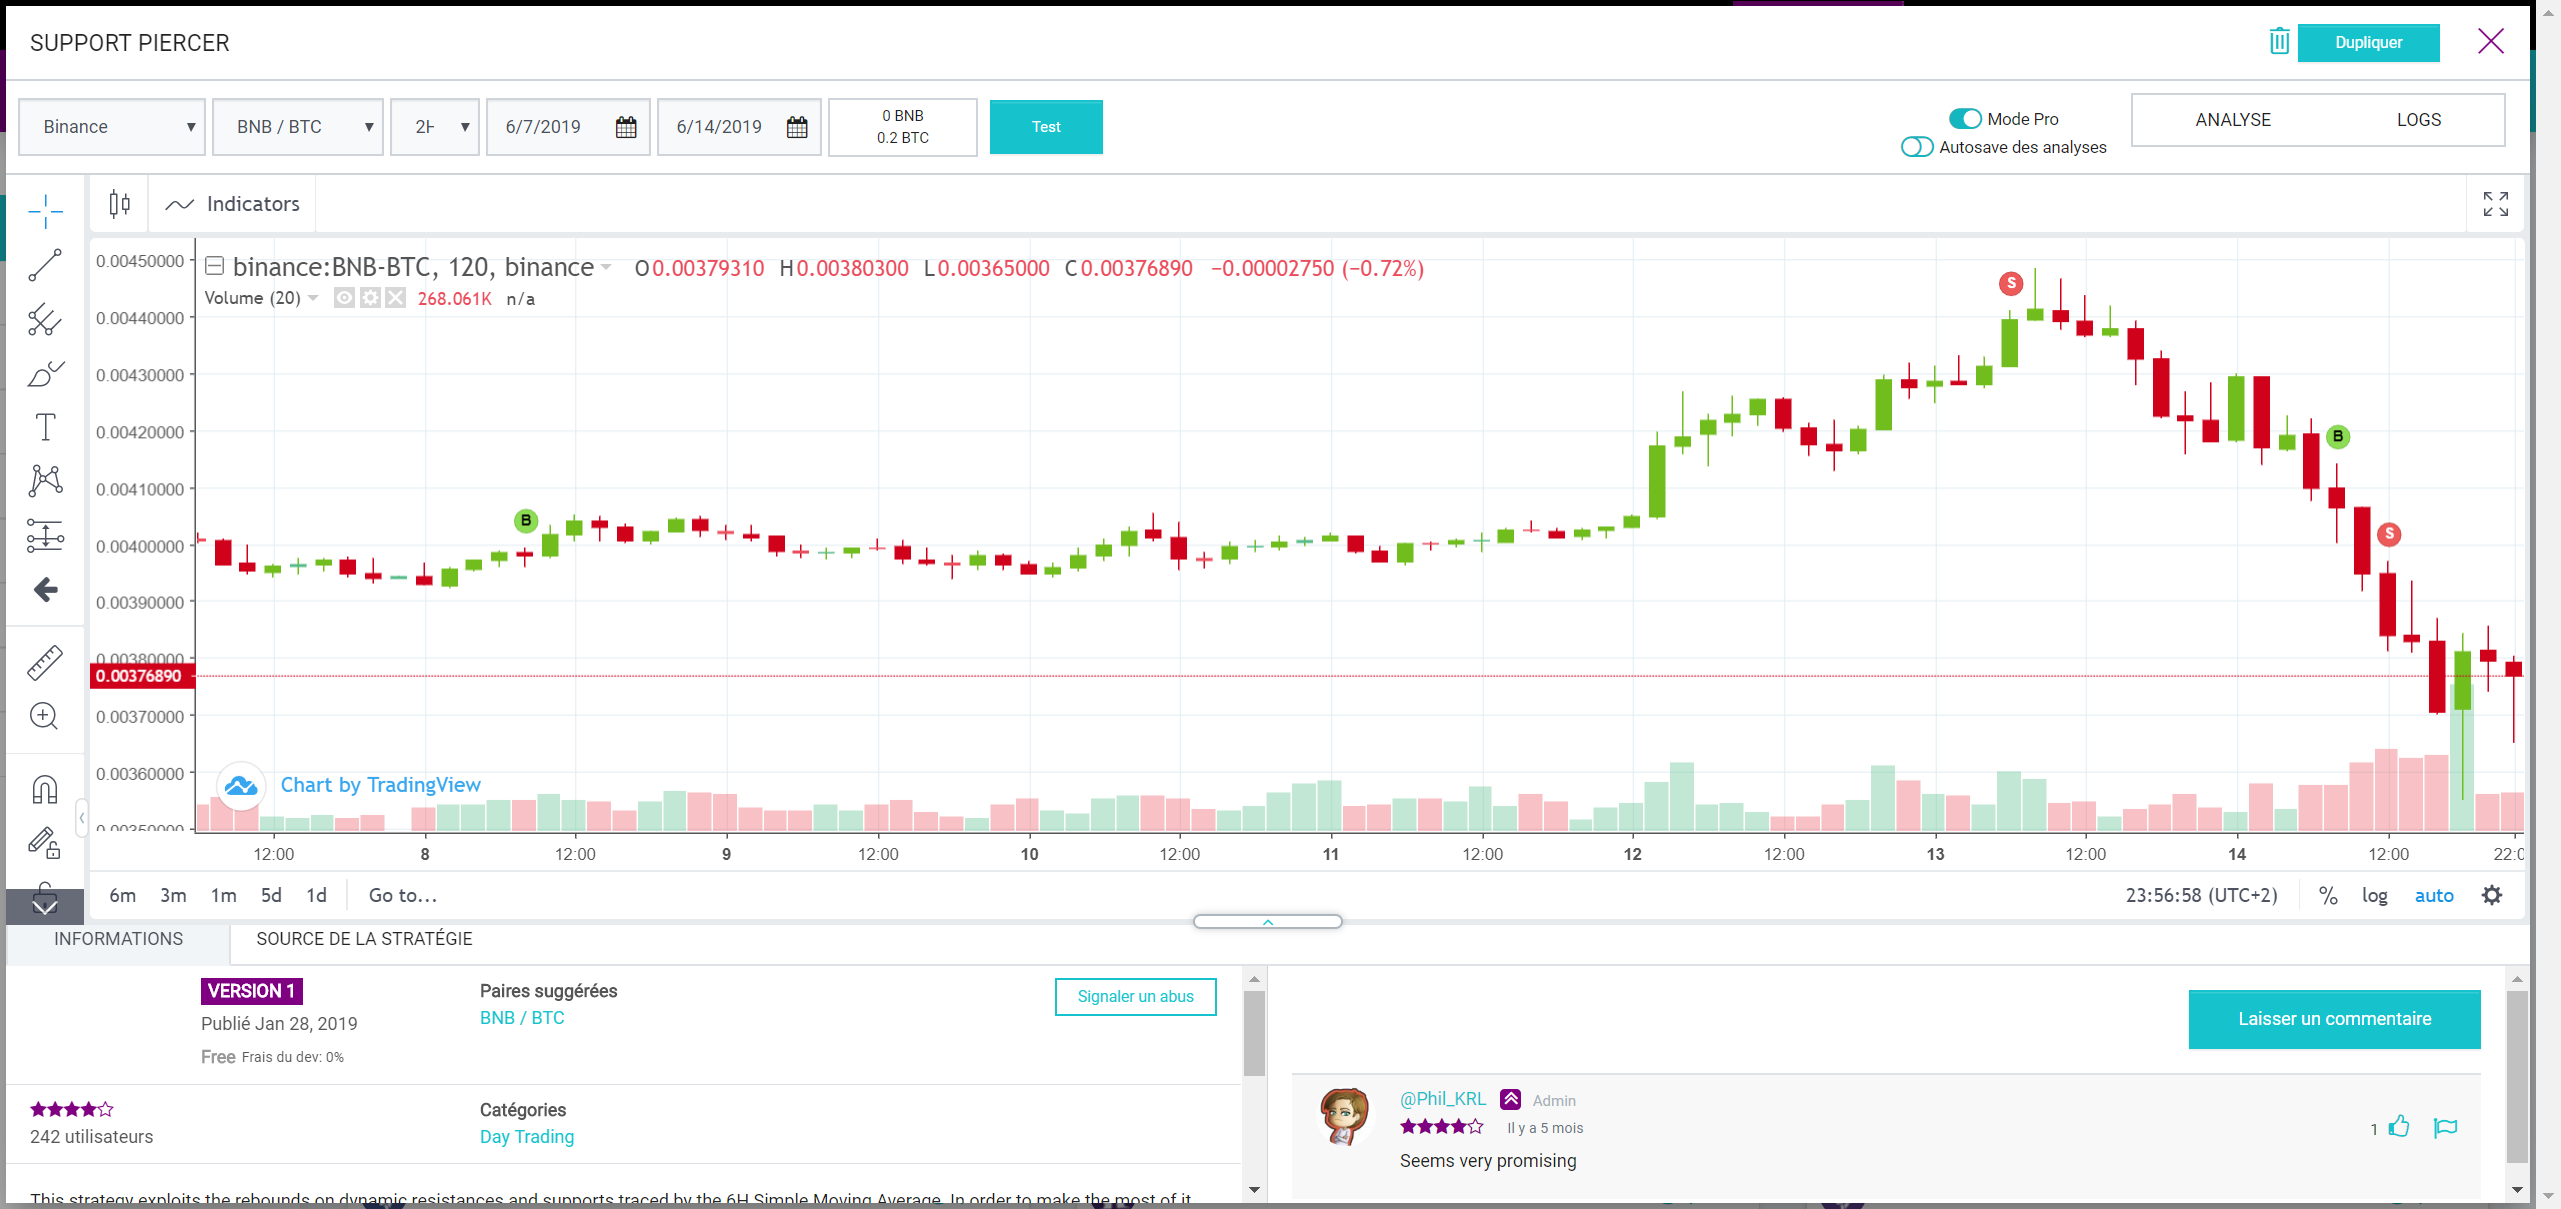 SUPPORT PIERCER
Dupliquer
Binance
BNB / BTC
6/7/2019
6/14/2019
0 BNB
0.2 BTC
Test
Mode Pro
Autosave des analyses
ANALYSE
LOGS
Indicators
binance:BNB-BTC, 120, binance O0.00379310 H0.00380300 L0.00365000 C0.00376890 −0.00002750 (−0.72%)
Volume (20) 268.061K n/a
0.00450000
0.00440000
0.00430000
0.00420000
0.00410000
0.00400000
0.00390000
0.00380000
0.00376890
0.00370000
0.00360000
0.00350000
B
S
B
S
Chart by TradingView
12:00 8 12:00 9 12:00 10 12:00 11 12:00 12 12:00 13 12:00 14 12:00
6m 3m 1m 5d 1d Go to...
23:56:58 (UTC+2) % log auto
INFORMATIONS
SOURCE DE LA STRATÉGIE
VERSION 1
Publié Jan 28, 2019
Free Frais du dev: 0%
Paires suggérées
BNB / BTC
Signaler un abus
242 utilisateurs
Catégories
Day Trading
This strategy exploits the rebounds on dynamic resistances and supports traced by the 6H Simple Moving Average. In order to make the most of it
Laisser un commentaire
@Phil_KRL Admin
Il y a 5 mois
1
Seems very promising